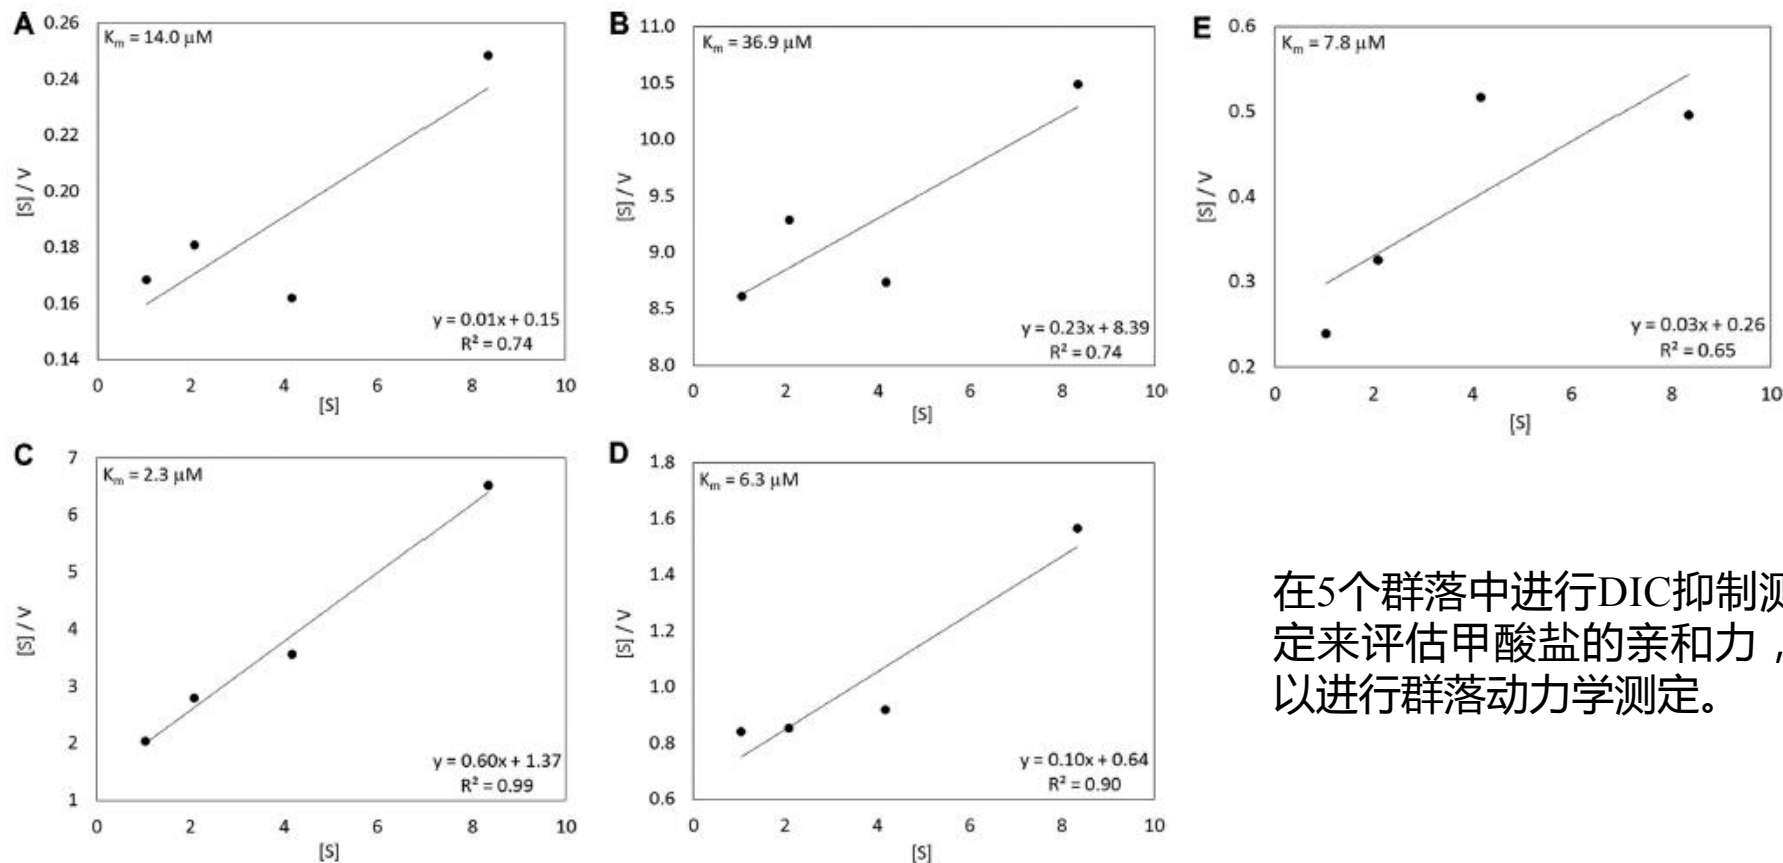 A
K_m = 14.0 μM
0.26
0.24
0.22
0.20
0.18
0.16
0.14
[S] / V
y = 0.01x + 0.15
R² = 0.74
0 2 4 6 8 10
[S]
B
K_m = 36.9 μM
11.0
10.5
10.0
9.5
9.0
8.5
8.0
[S] / V
y = 0.23x + 8.39
R² = 0.74
0 2 4 6 8 10
[S]
E
K_m = 7.8 μM
0.6
0.5
0.4
0.3
0.2
[S] / V
y = 0.03x + 0.26
R² = 0.65
0 2 4 6 8 10
[S]
C
K_m = 2.3 μM
7
6
5
4
3
2
1
[S] / V
y = 0.60x + 1.37
R² = 0.99
0 2 4 6 8 10
[S]
D
K_m = 6.3 μM
1.8
1.6
1.4
1.2
1.0
0.8
0.6
[S] / V
y = 0.10x + 0.64
R² = 0.90
0 2 4 6 8 10
[S]
在5个群落中进行DIC抑制测
定来评估甲酸盐的亲和力，
以进行群落动力学测定。